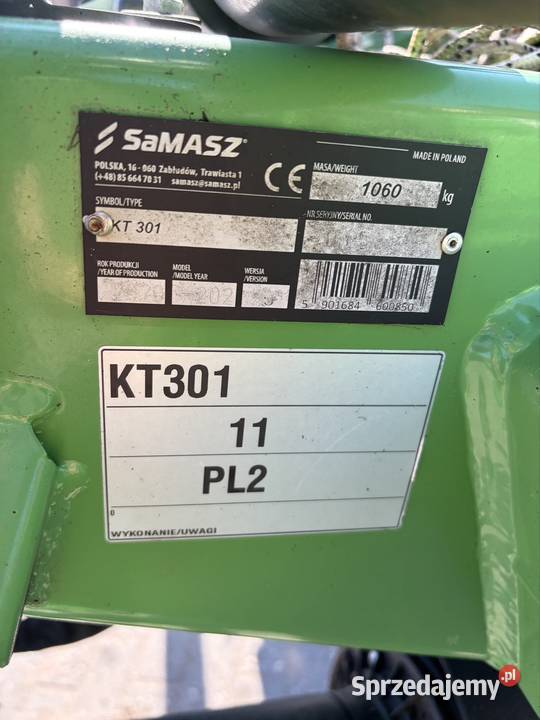 SaMASZ
MADE IN POLAND
POLSKA, 16 - 060 Zabłudów, Trawiasta 1
(+48) 85 664 70 31 samasz@samasz.pl
CE
MASA/WEIGHT
1060 kg
SYMBOL/TYPE
KT 301
NR SERYJNY/SERIAL NO.
ROK PRODUKCJI
/YEAR OF PRODUCTION
MODEL
/MODEL YEAR
WERSJA
/VERSION
5 901684 600850
KT301
11
PL2
0
WYKONANIE/UWAGI
Sprzedajemy.pl